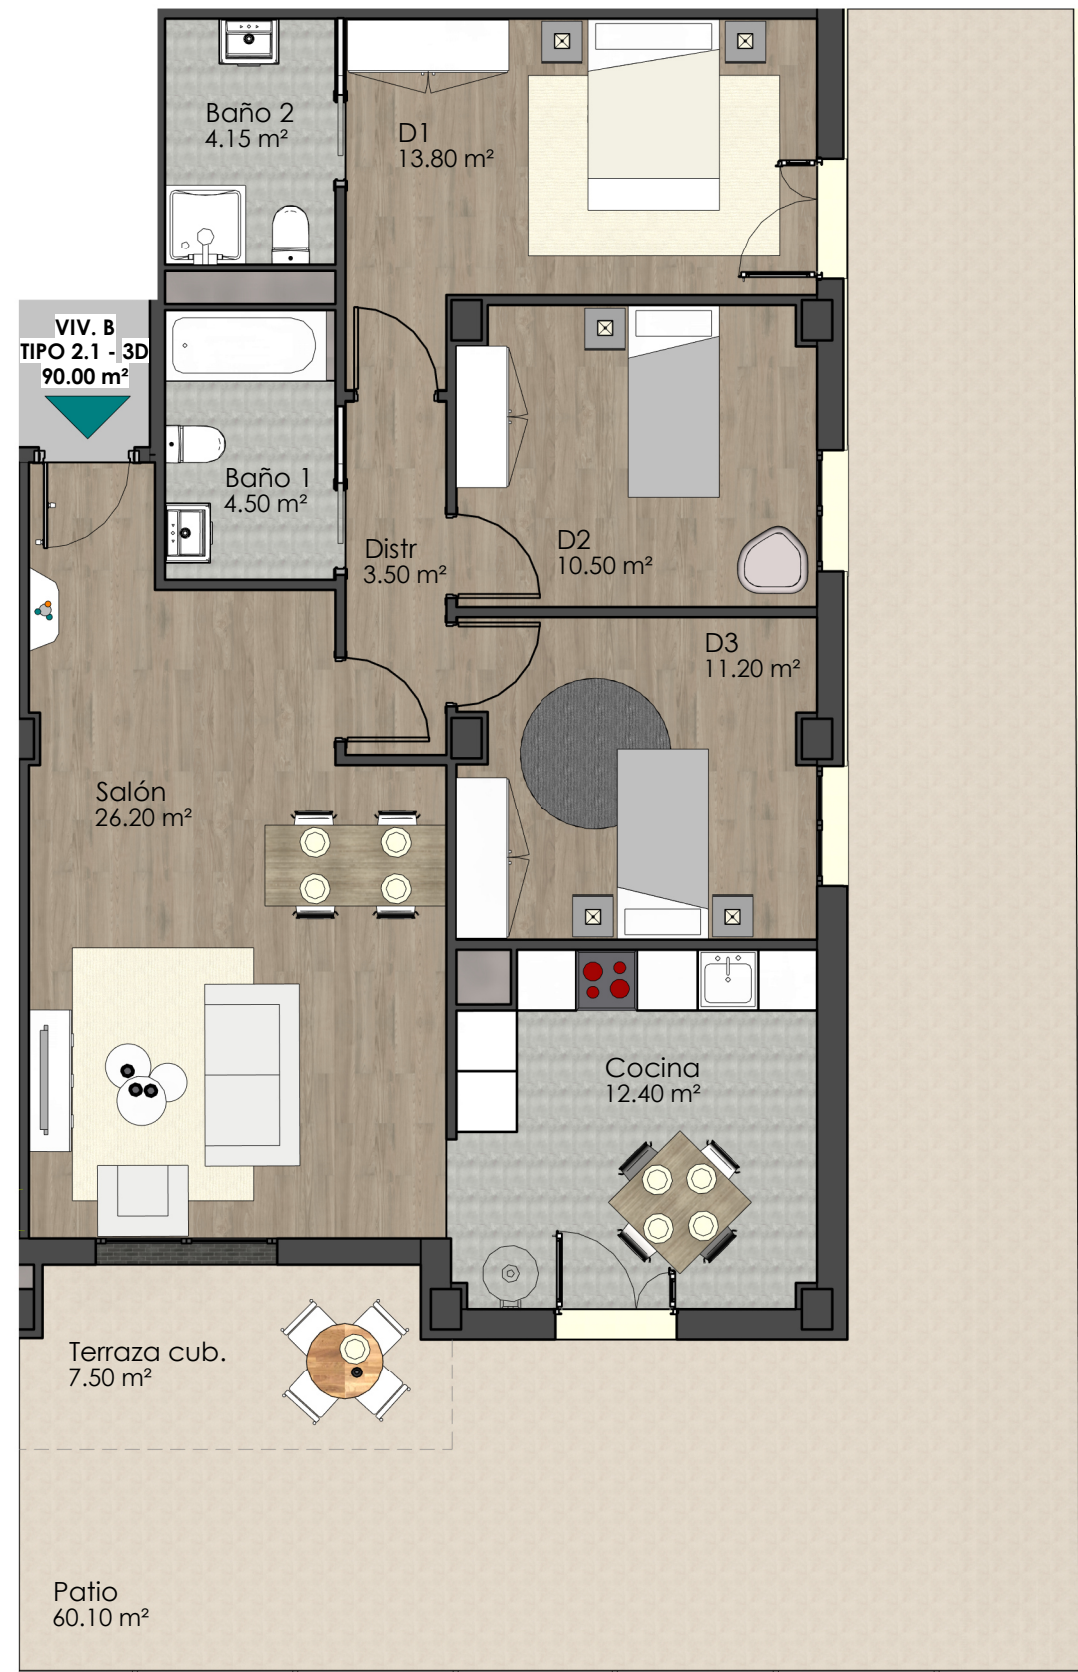 Baño 2
4.15 m²
D1
13.80 m²
VIV. B
TIPO 2.1 - 3D
90.00 m²
Baño 1
4.50 m²
Distr
3.50 m²
D2
10.50 m²
D3
11.20 m²
Salón
26.20 m²
Cocina
12.40 m²
Terraza cub.
7.50 m²
Patio
60.10 m²